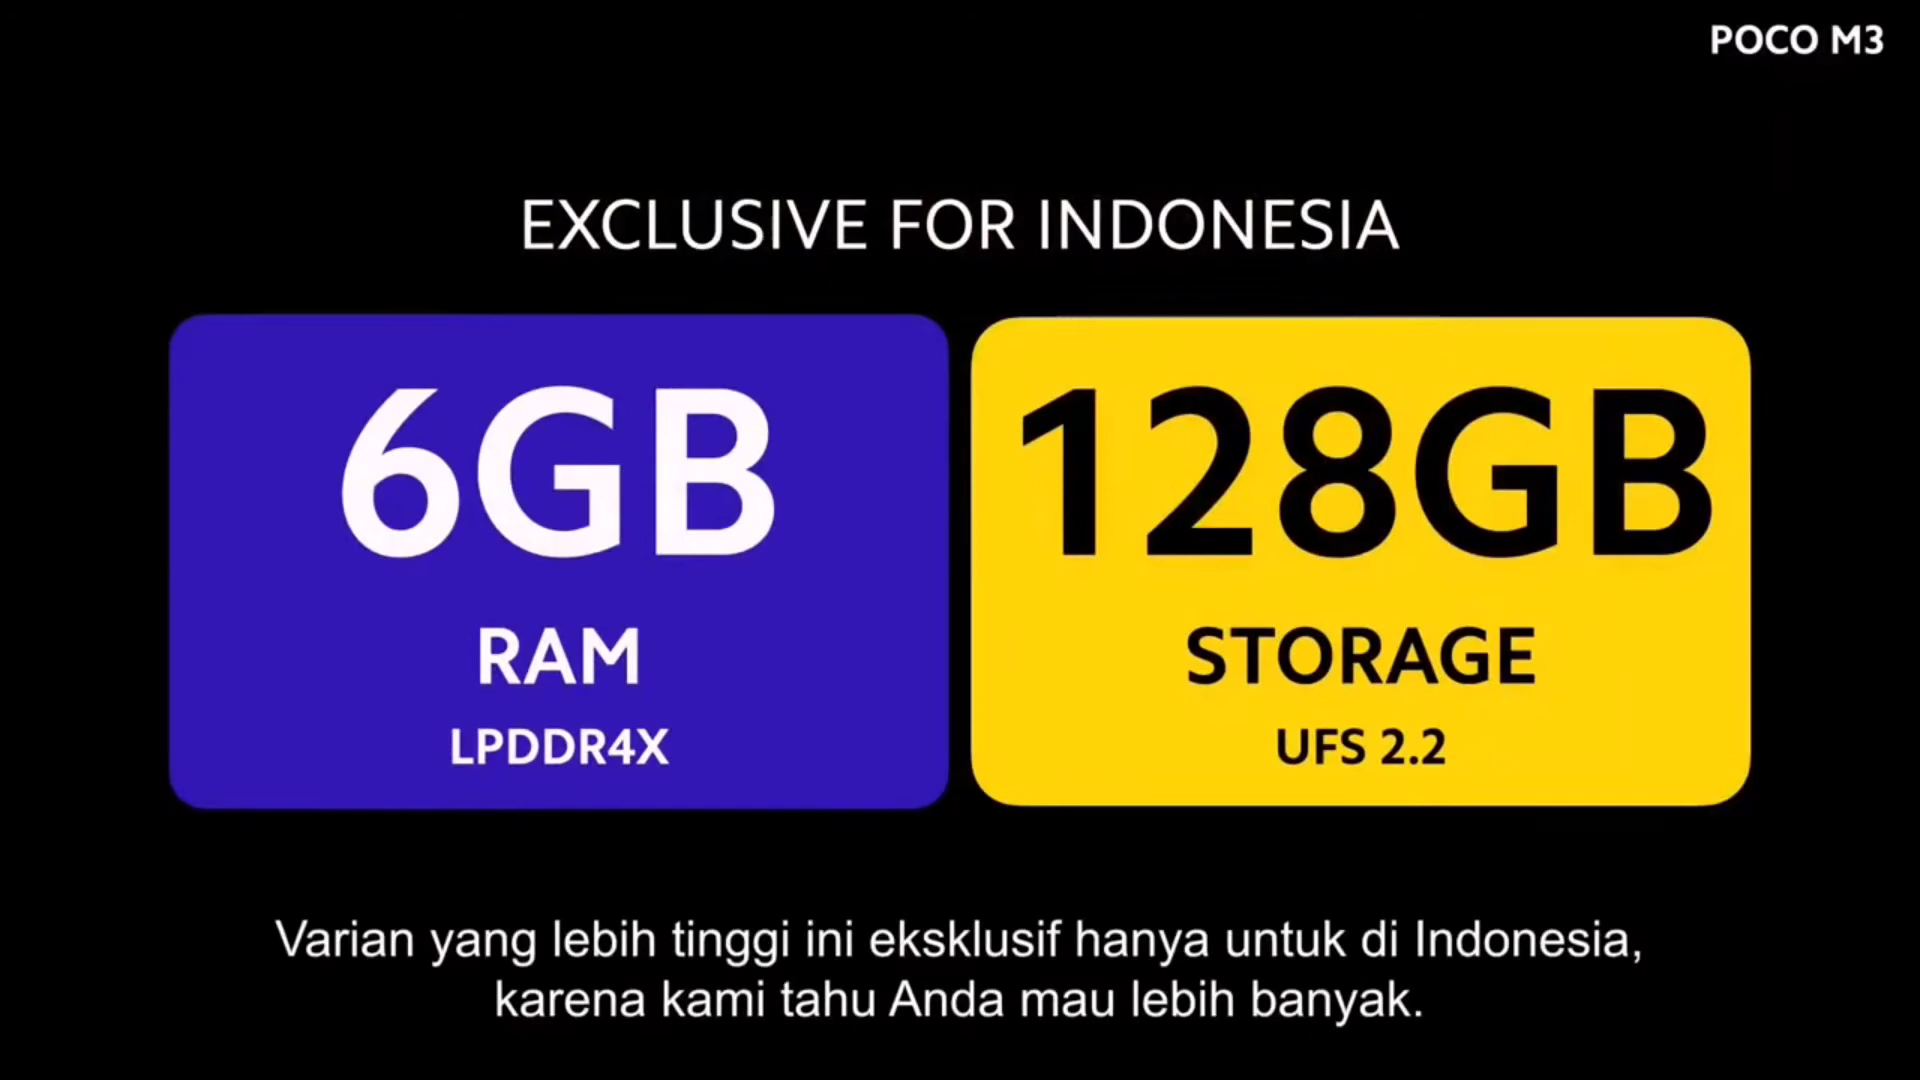 POCO M3
EXCLUSIVE FOR INDONESIA
6GB
RAM
LPDDR4X
128GB
STORAGE
UFS 2.2
Varian yang lebih tinggi ini eksklusif hanya untuk di Indonesia,
karena kami tahu Anda mau lebih banyak.